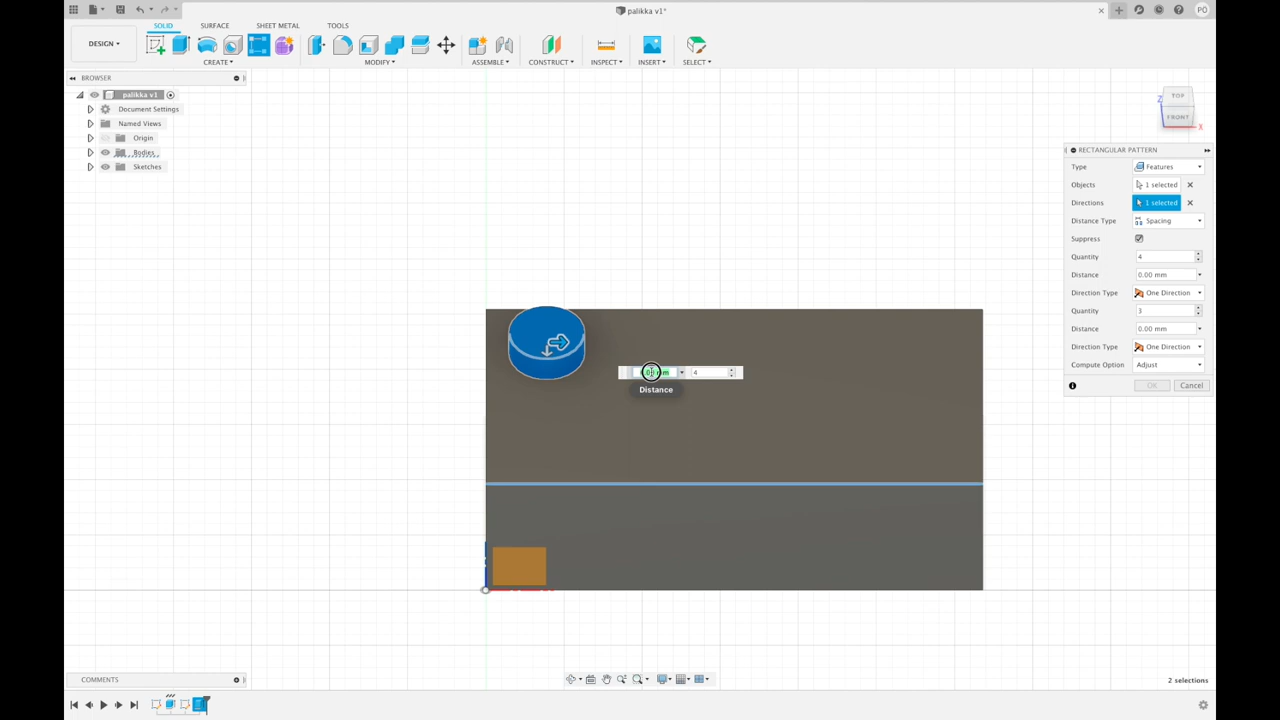 palikka v1*
PÖ
DESIGN
SOLID
SURFACE
SHEET METAL
TOOLS
CREATE
MODIFY
ASSEMBLE
CONSTRUCT
INSPECT
INSERT
SELECT
BROWSER
palikka v1
Document Settings
Named Views
Origin
Bodies
Sketches
TOP
FRONT
Z
X
RECTANGULAR PATTERN
Type Features
Objects 1 selected
Directions 1 selected
Distance Type Spacing
Suppress
Quantity 4
Distance 0.00 mm
Direction Type One Direction
Quantity 3
Distance 0.00 mm
Direction Type One Direction
Compute Option Adjust
OK Cancel
4
Distance
COMMENTS
2 selections